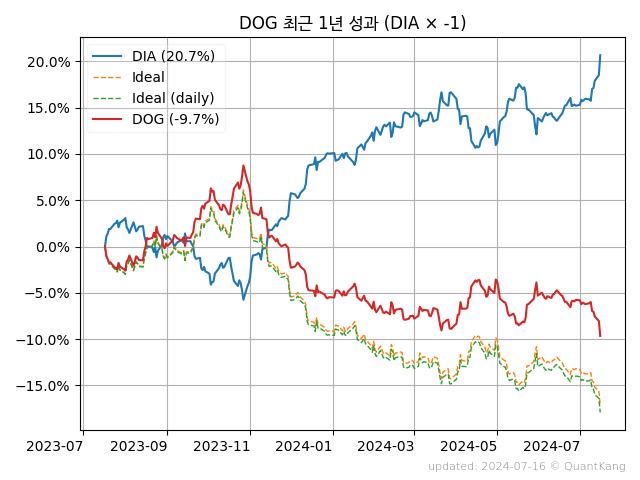 DOG 최근 1년 성과 (DIA × -1)
20.0%
15.0%
10.0%
5.0%
0.0%
−5.0%
−10.0%
−15.0%
DIA (20.7%)
Ideal
Ideal (daily)
DOG (-9.7%)
2023-07 2023-09 2023-11 2024-01 2024-03 2024-05 2024-07
updated: 2024-07-16 © QuantKang